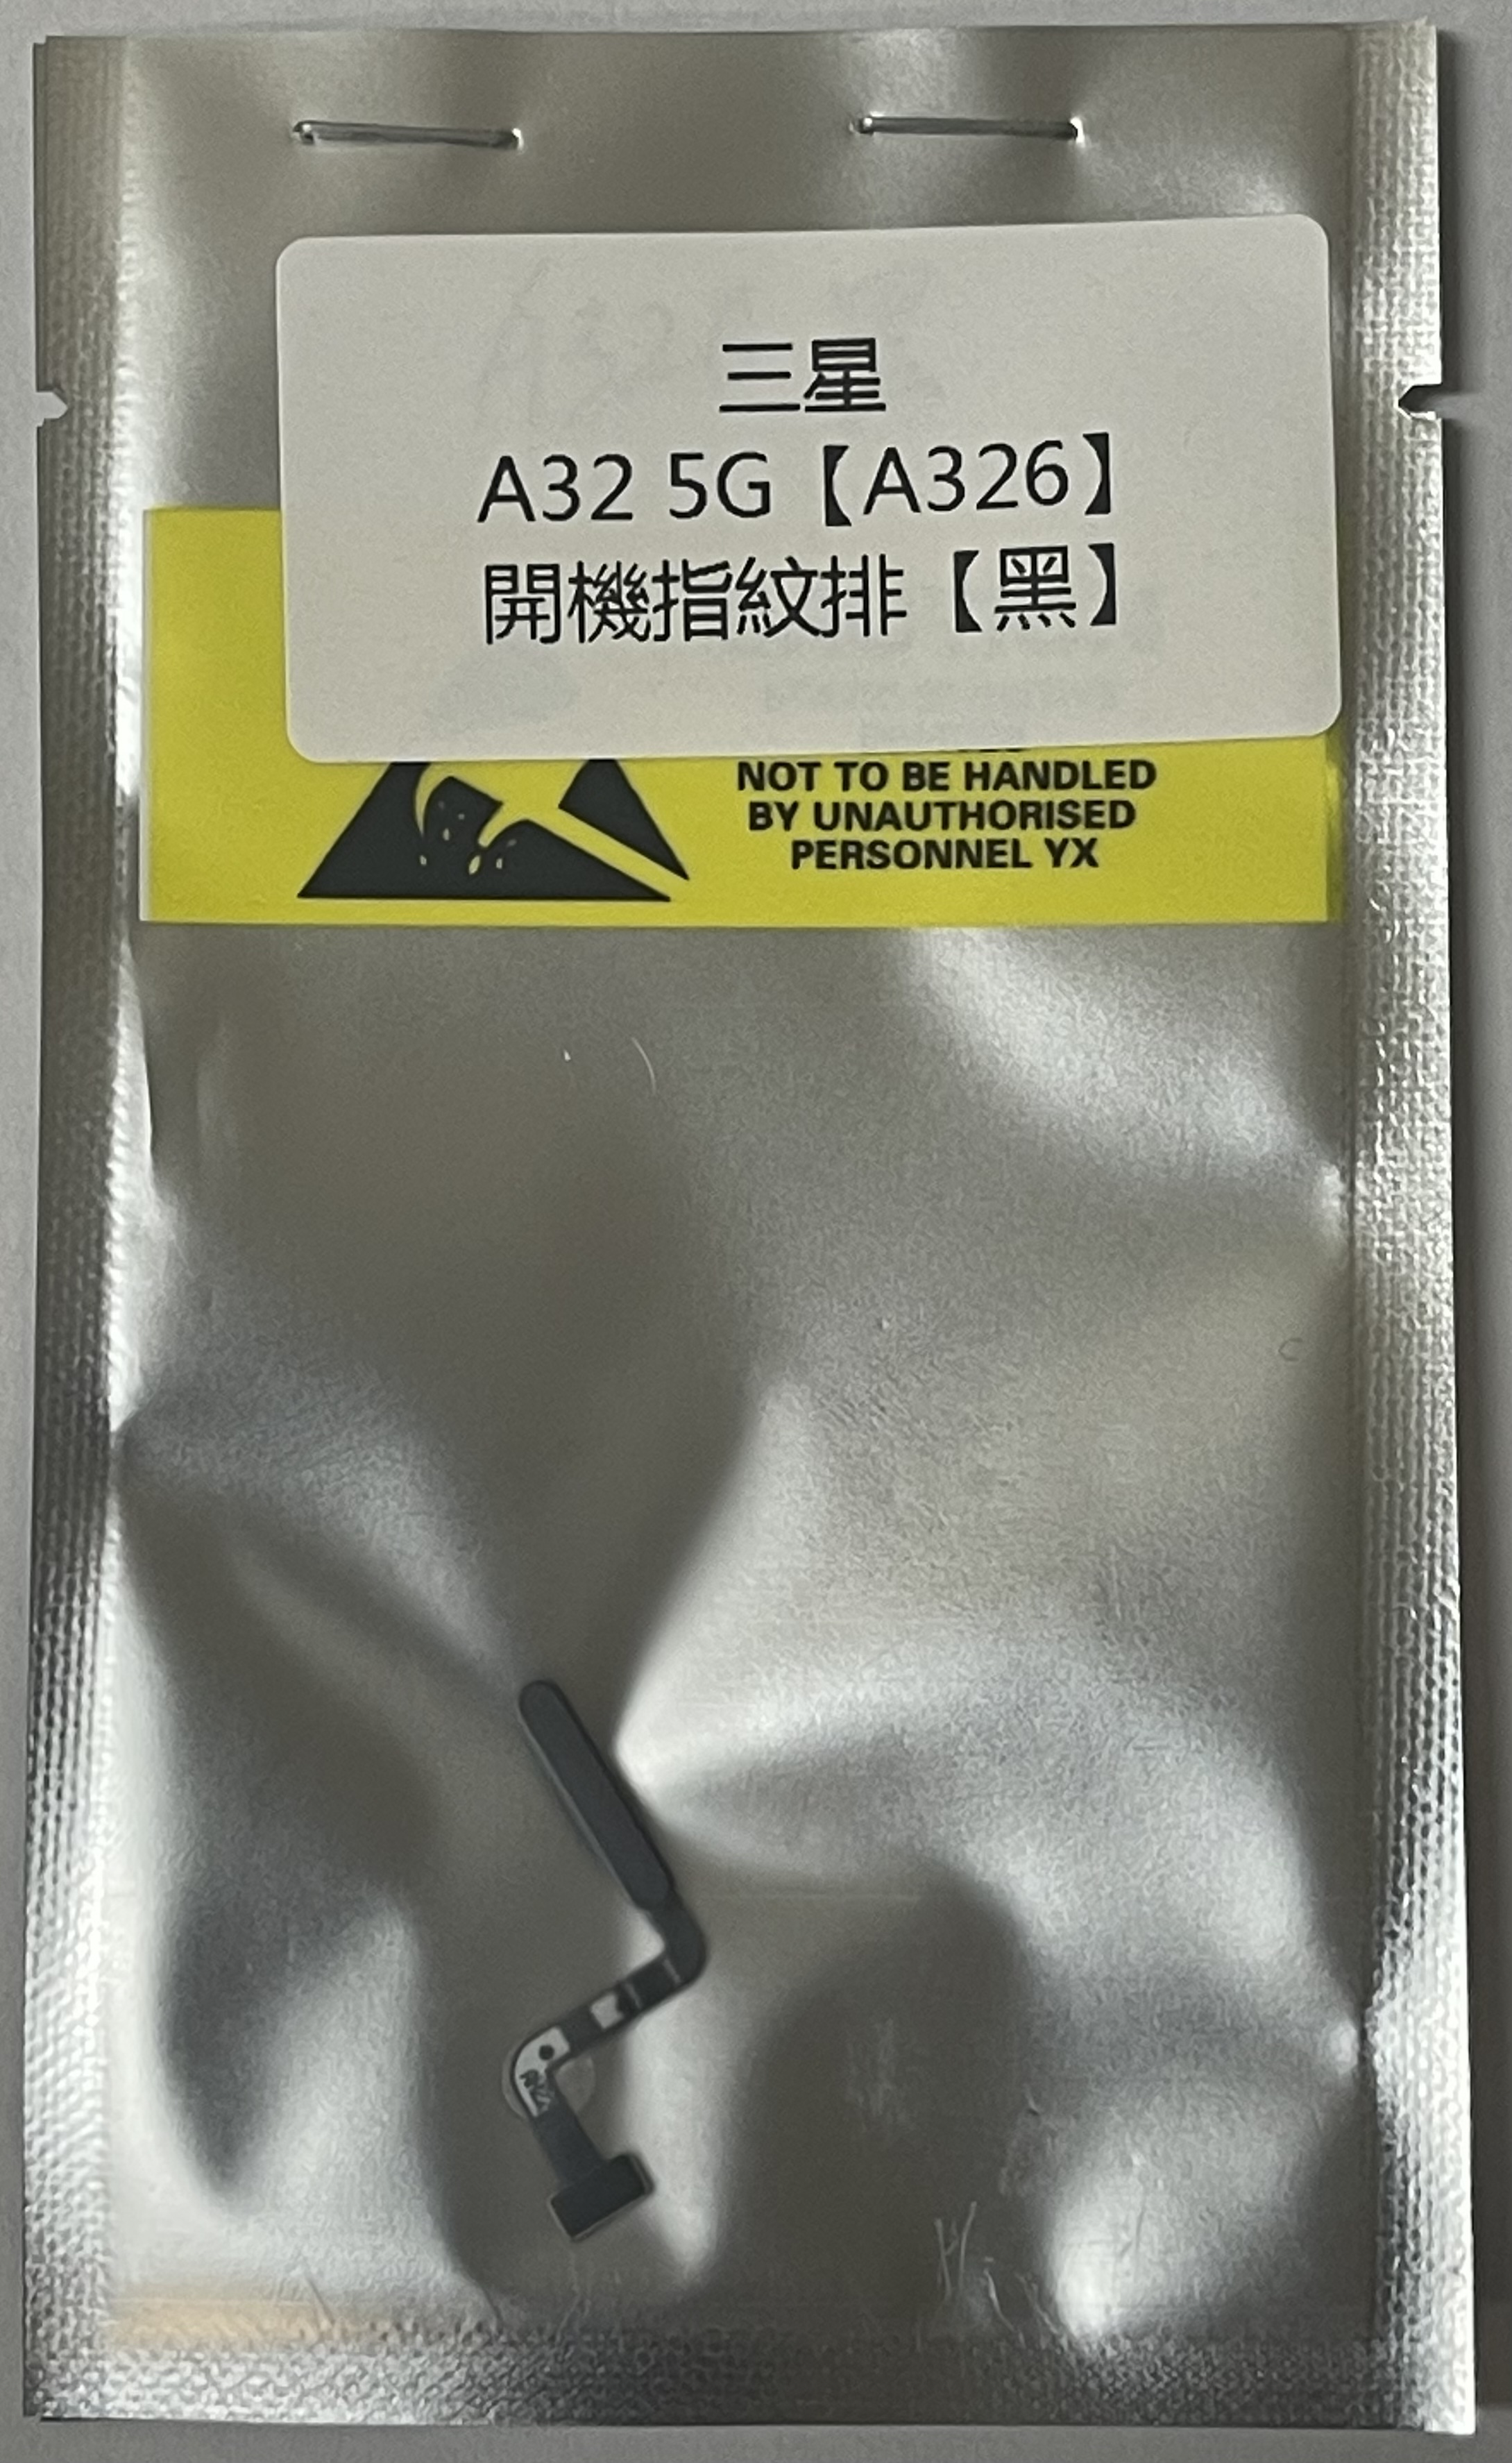 三星
A32 5G【A326】
開機指紋排【黑】
NOT TO BE HANDLED
BY UNAUTHORISED
PERSONNEL YX